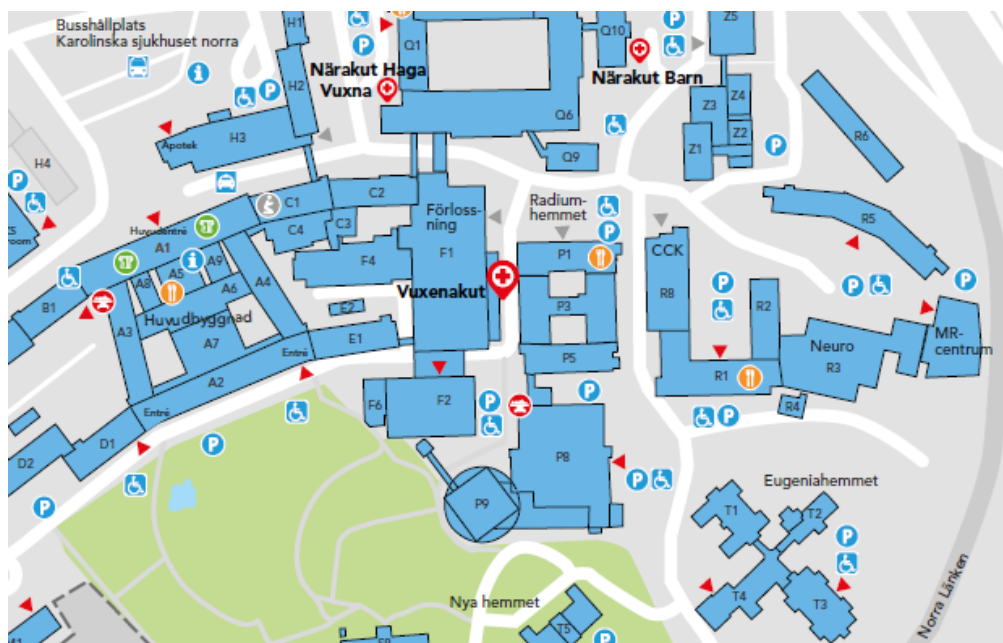 Busshållplats
Karolinska sjukhuset norra
H1
P
Q1
Q10
P
Z5
Närakut Haga
Vuxna
Närakut Barn
i
H2
P
Q6
Z3
Z4
Z2
Z1
P
R6
Apotek
H3
Q9
H4
P
C1
C2
C3
C4
Förloss-
ning
F1
Radium-
hemmet
P
R5
Huvudentré
A1
i
A9
A5
A8
A6
A4
F4
P1
CCK
R8
P
R2
P
P
B1
A3
Huvudbyggnad
A7
E2
Vuxenakut
P3
Neuro
R3
MR-
centrum
E1
Entré
A2
P5
R1
F6
F2
P
P
R4
P
Entré
D1
P
D2
P8
P
P
P9
Eugeniahemmet
T1
T2
P
Nya hemmet
T4
T3
T5
P
Norra Länken